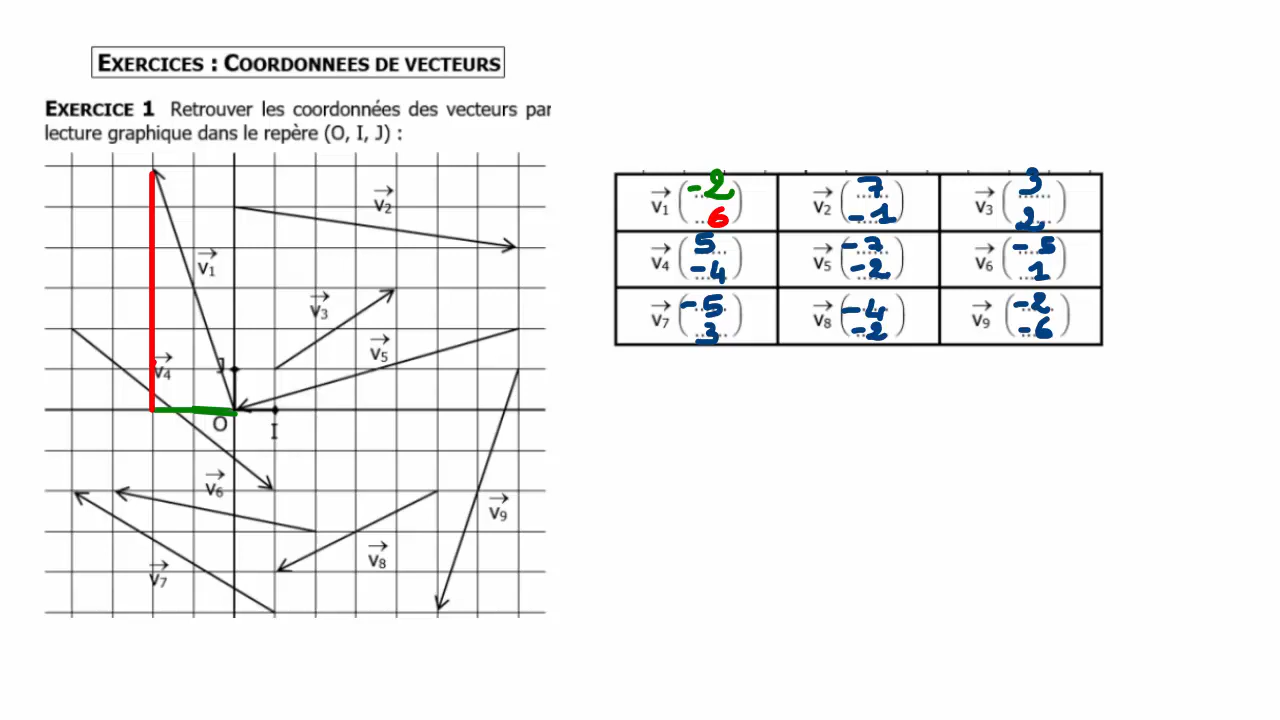 EXERCICES : COORDONNEES DE VECTEURS
EXERCICE 1 Retrouver les coordonnées des vecteurs par
lecture graphique dans le repère (O, I, J) :
v1
v2
v3
v4
v5
v6
v7
v8
v9
J
O
I
v1 (-2 6) v2 (7 -1) v3 (3 2)
v4 (5 -4) v5 (-7 -2) v6 (-5 1)
v7 (-5 3) v8 (-4 -2) v9 (-2 -6)